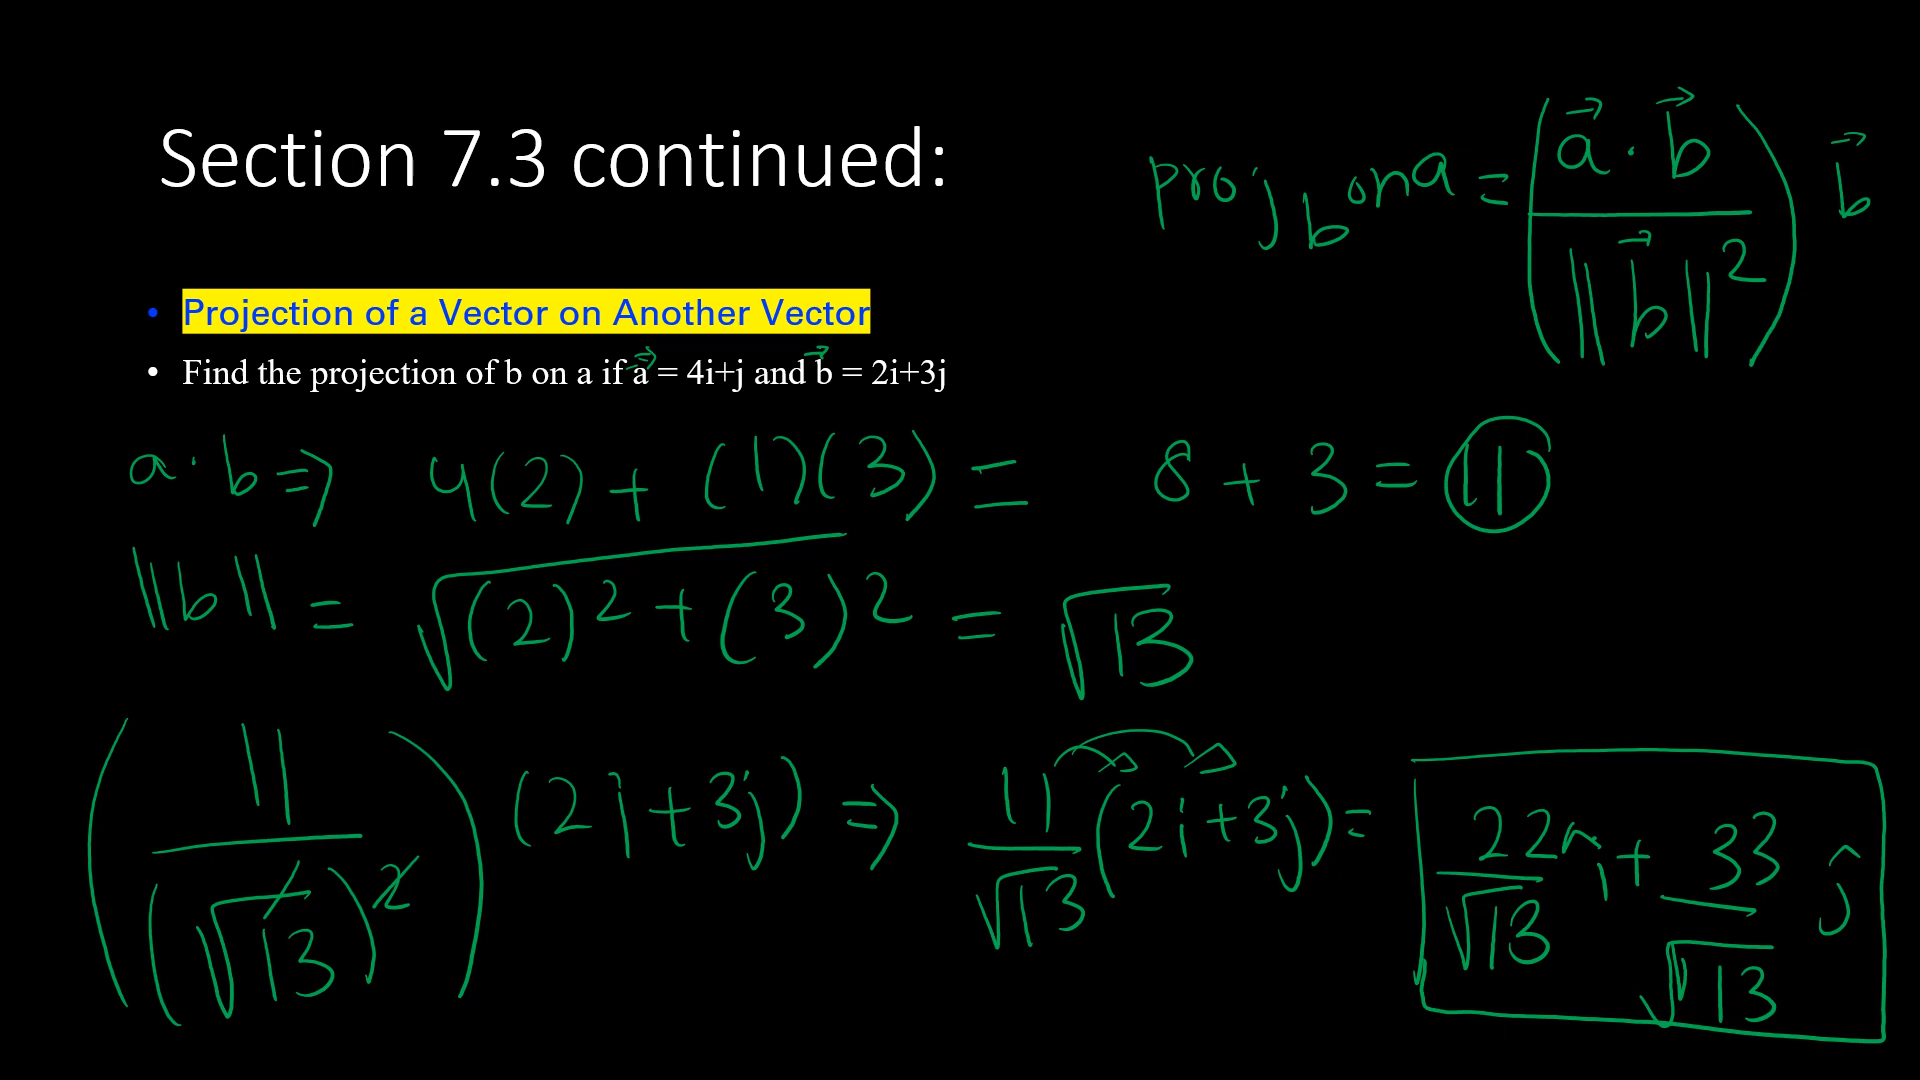 Section 7.3 continued:
proj_b on a = (a⃗ · b⃗ / ||b⃗||²) b⃗
• Projection of a Vector on Another Vector
• Find the projection of b on a if a⃗ = 4i+j and b⃗ = 2i+3j
a · b ⇒ 4(2) + (1)(3) = 8 + 3 = 11
||b|| = √((2)² + (3)²) = √13
(11 / (√13)²) (2i+3j) ⇒ 11/√13 (2i+3j) = 22/√13 i + 33/√13 ĵ